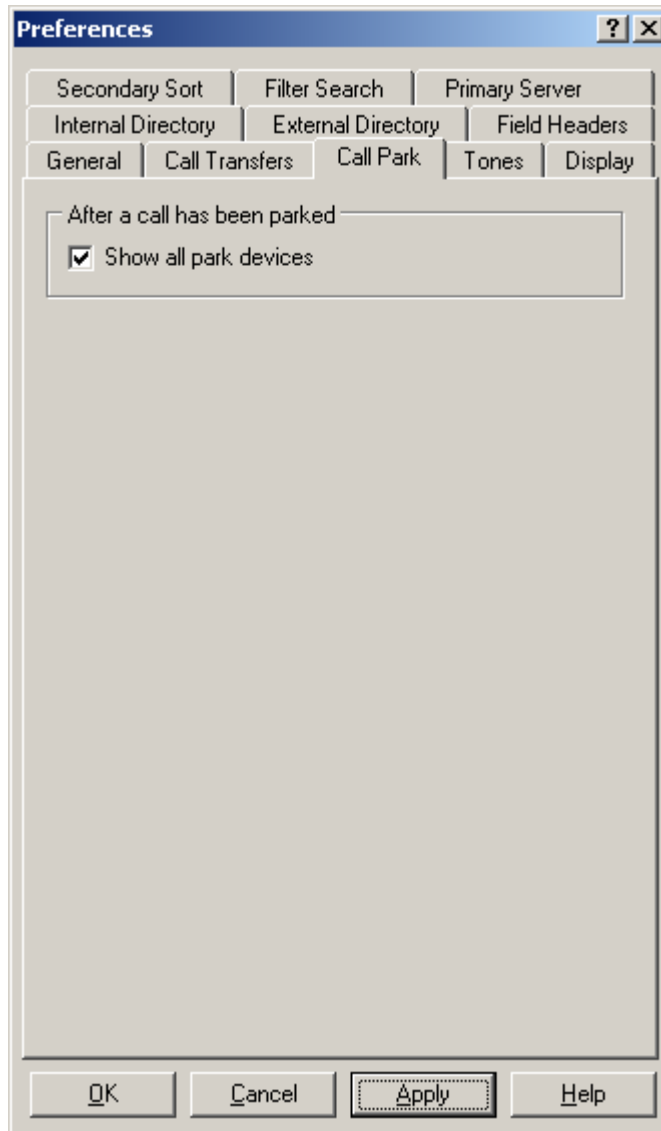 Preferences
Secondary Sort Filter Search Primary Server
Internal Directory External Directory Field Headers
General Call Transfers Call Park Tones Display
After a call has been parked
Show all park devices
OK Cancel Apply Help